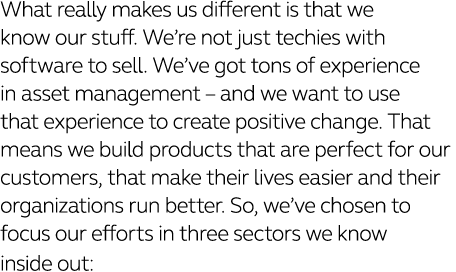 What really makes us different is that we
know our stuff. We’re not just techies with
software to sell. We’ve got tons of experience
in asset management – and we want to use
that experience to create positive change. That
means we build products that are perfect for our
customers, that make their lives easier and their
organizations run better. So, we’ve chosen to
focus our efforts in three sectors we know
inside out: